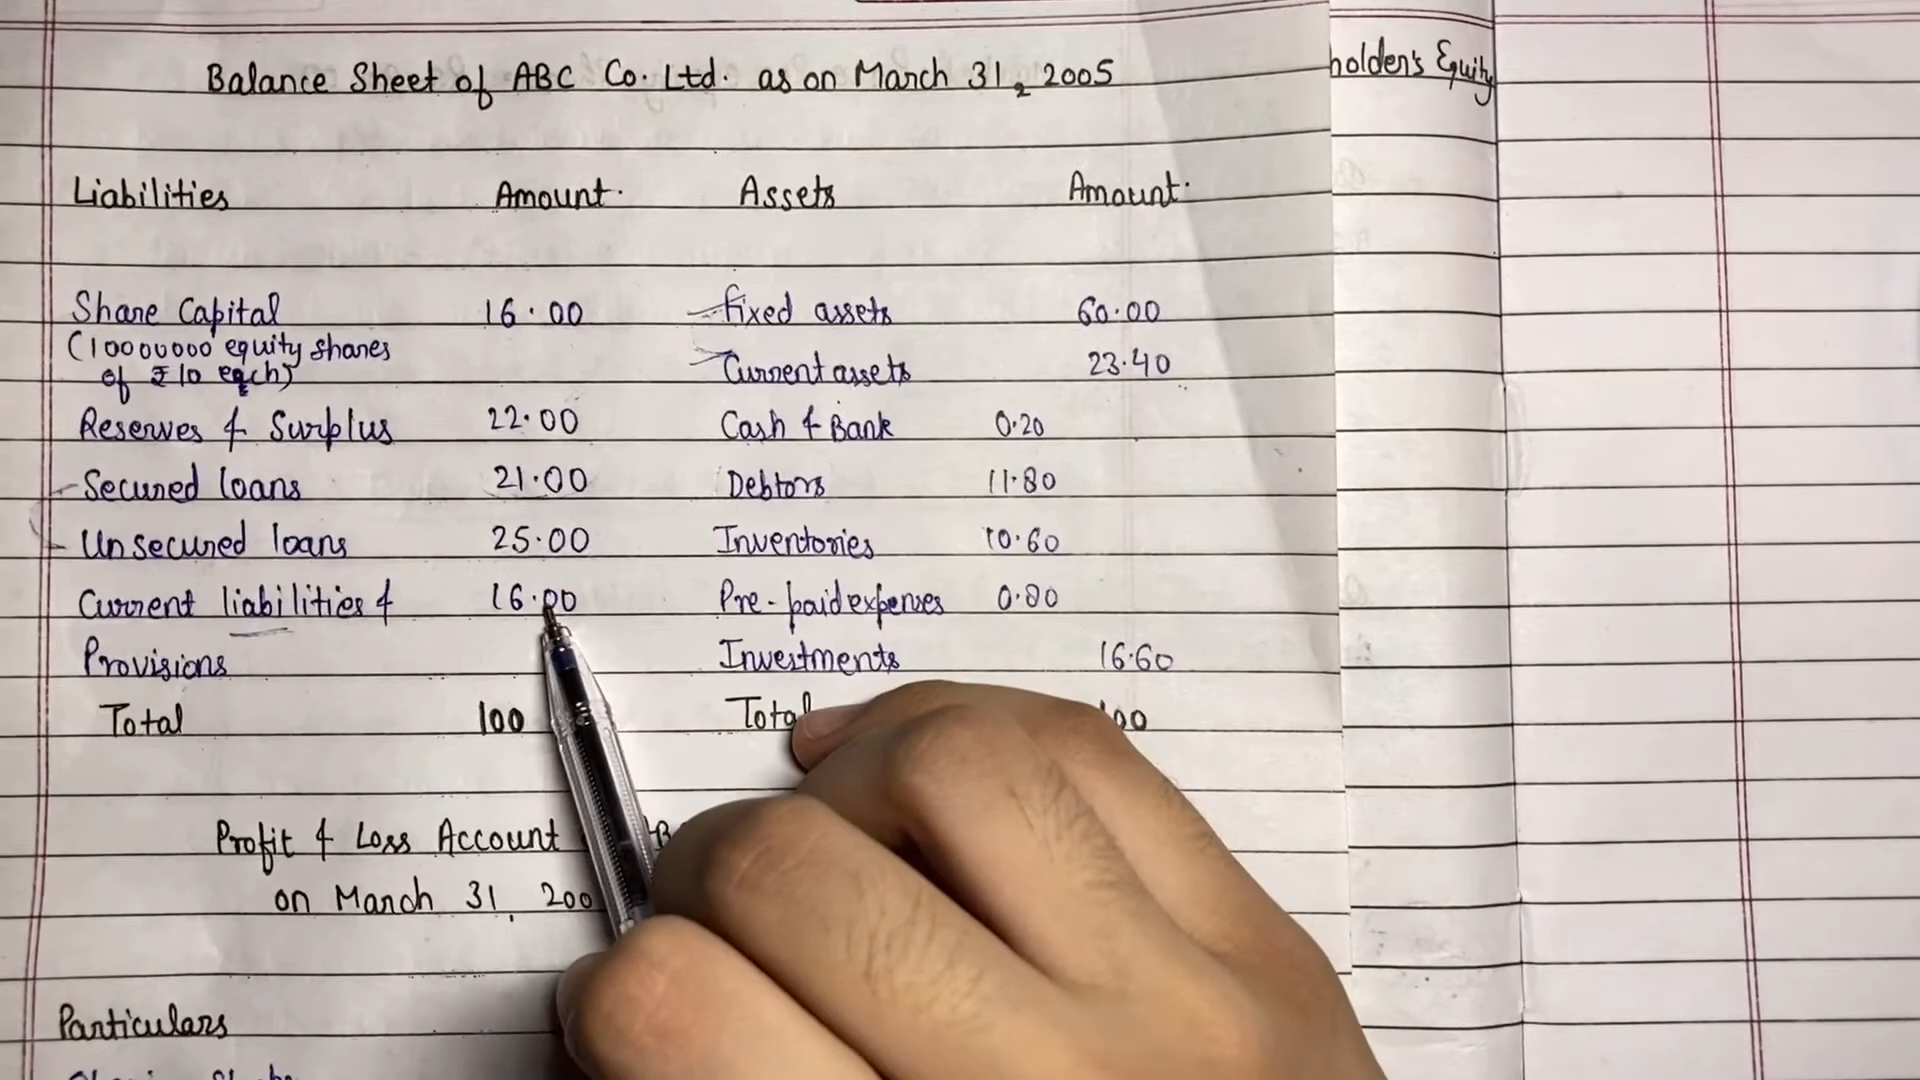 Balance Sheet of ABC Co. Ltd. as on March 31, 2005
holder's Equity
Liabilities Amount. Assets Amount.
Share Capital 16.00 fixed assets 60.00
(10000000 equity shares
of ₹10 each)
Current assets 23.40
Reserves & Surplus 22.00 Cash & Bank 0.20
Secured loans 21.00 Debtors 11.80
Unsecured loans 25.00 Inventories 10.60
Current liabilities & 16.00 Pre-paid expenses 0.80
Provisions Investments 16.60
Total 100 Total 100
Profit & Loss Account
on March 31, 200
Particulars